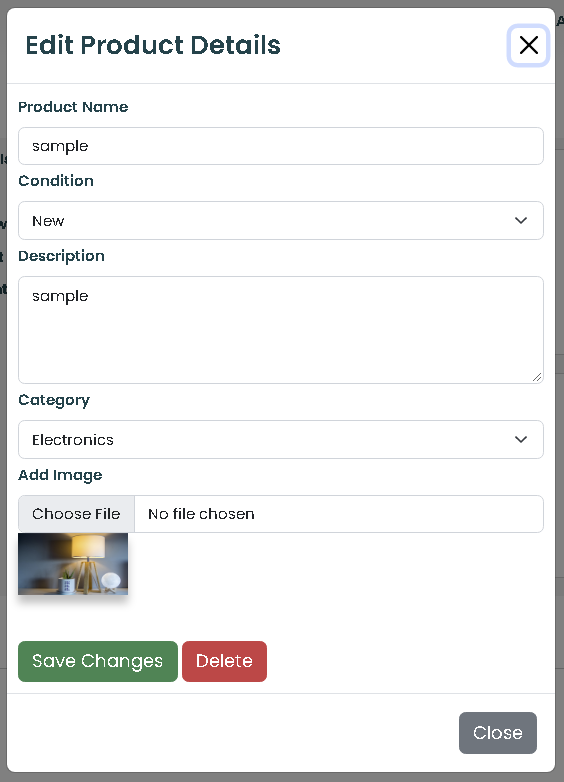 Edit Product Details
Product Name
sample
Condition
New
Description
sample
Category
Electronics
Add Image
Choose File No file chosen
Save Changes Delete
Close